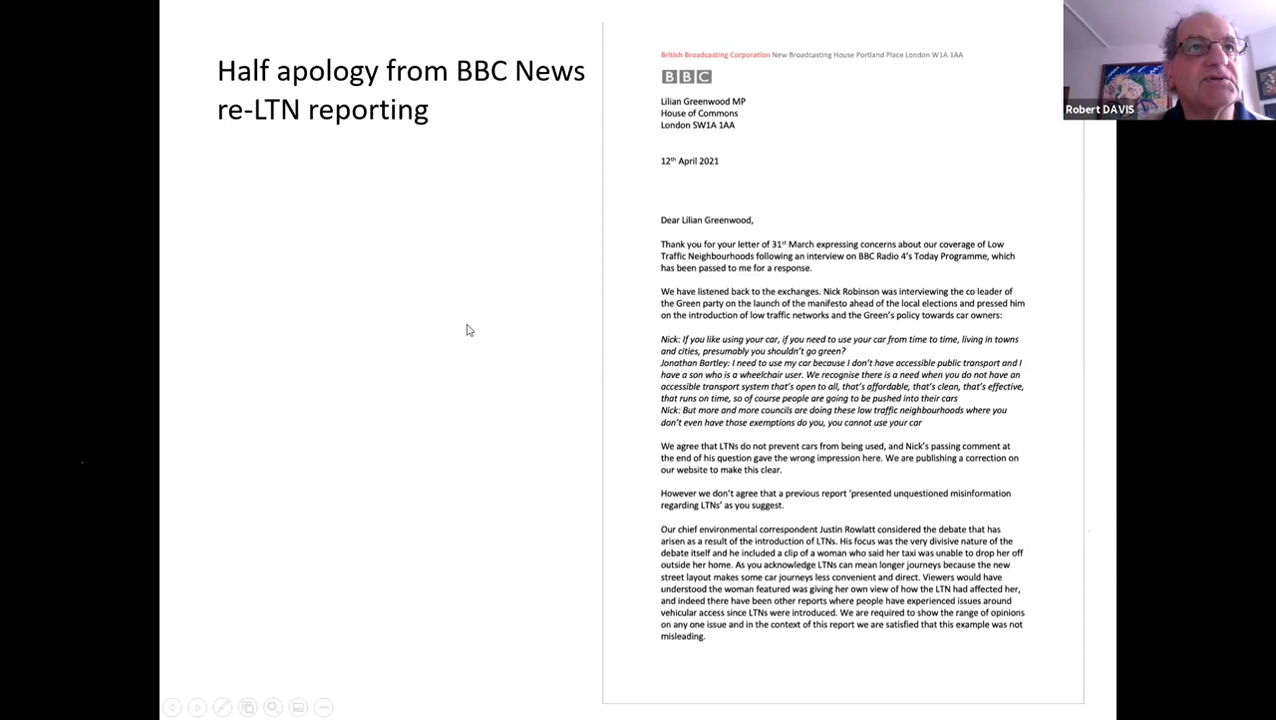 Half apology from BBC News
re-LTN reporting
British Broadcasting Corporation New Broadcasting House Portland Place London W1A 1AA
BBC
Lilian Greenwood MP
House of Commons
London SW1A 1AA
12th April 2021
Dear Lilian Greenwood,
Thank you for your letter of 31st March expressing concerns about our coverage of Low
Traffic Neighbourhoods following an interview on BBC Radio 4's Today Programme, which
has been passed to me for a response.
We have listened back to the exchanges. Nick Robinson was interviewing the co leader of
the Green party on the launch of the manifesto ahead of the local elections and pressed him
on the introduction of low traffic networks and the Green's policy towards car owners:
Nick: If you like using your car, if you need to use your car from time to time, living in towns
and cities, presumably you shouldn't go green?
Jonathan Bartley: I need to use my car because I don't have accessible public transport and I
have a son who is a wheelchair user. We recognise there is a need when you do not have an
accessible transport system that's open to all, that's affordable, that's clean, that's effective,
that runs on time, so of course people are going to be pushed into their cars
Nick: But more and more councils are doing these low traffic neighbourhoods where you
don't even have those exemptions do you, you cannot use your car
We agree that LTNs do not prevent cars from being used, and Nick's passing comment at
the end of his question gave the wrong impression here. We are publishing a correction on
our website to make this clear.
However we don't agree that a previous report 'presented unquestioned misinformation
regarding LTNs' as you suggest.
Our chief environmental correspondent Justin Rowlatt considered the debate that has
arisen as a result of the introduction of LTNs. His focus was the very divisive nature of the
debate itself and he included a clip of a woman who said her taxi was unable to drop her off
outside her home. As you acknowledge LTNs can mean longer journeys because the new
street layout makes some car journeys less convenient and direct. Viewers would have
understood the woman featured was giving her own view of how the LTN had affected her,
and indeed there have been other reports where people have experienced issues around
vehicular access since LTNs were introduced. We are required to show the range of opinions
on any one issue and in the context of this report we are satisfied that this example was not
misleading.
Robert DAVIS